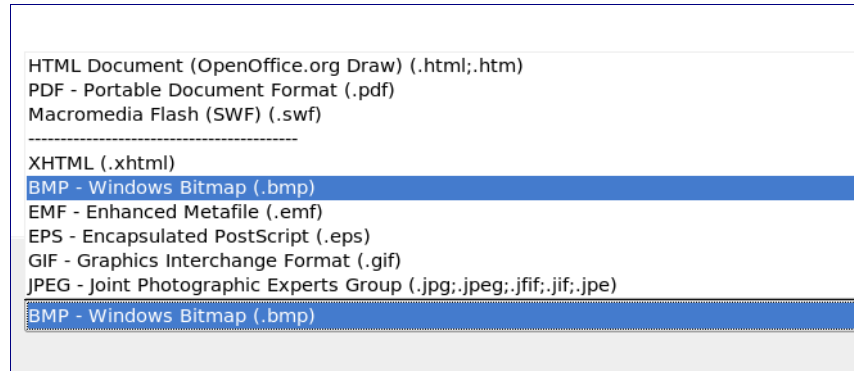 HTML Document (OpenOffice.org Draw) (.html;.htm)
PDF - Portable Document Format (.pdf)
Macromedia Flash (SWF) (.swf)
------------------------------------------
XHTML (.xhtml)
BMP - Windows Bitmap (.bmp)
EMF - Enhanced Metafile (.emf)
EPS - Encapsulated PostScript (.eps)
GIF - Graphics Interchange Format (.gif)
JPEG - Joint Photographic Experts Group (.jpg;.jpeg;.jfif;.jif;.jpe)
BMP - Windows Bitmap (.bmp)